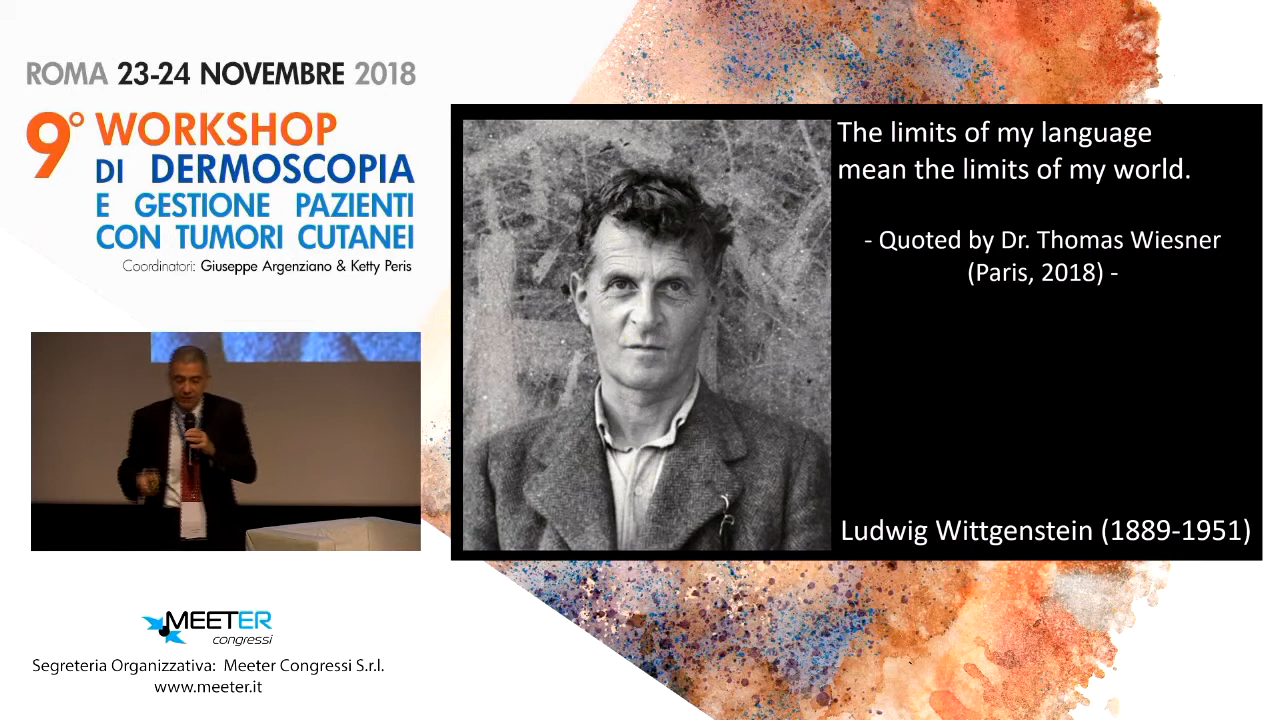 ROMA 23-24 NOVEMBRE 2018
9° WORKSHOP
DI DERMOSCOPIA
E GESTIONE PAZIENTI
CON TUMORI CUTANEI
Coordinatori: Giuseppe Argenziano & Ketty Peris
The limits of my language
mean the limits of my world.
- Quoted by Dr. Thomas Wiesner
(Paris, 2018) -
Ludwig Wittgenstein (1889-1951)
MEETER
congressi
Segreteria Organizzativa: Meeter Congressi S.r.l.
www.meeter.it